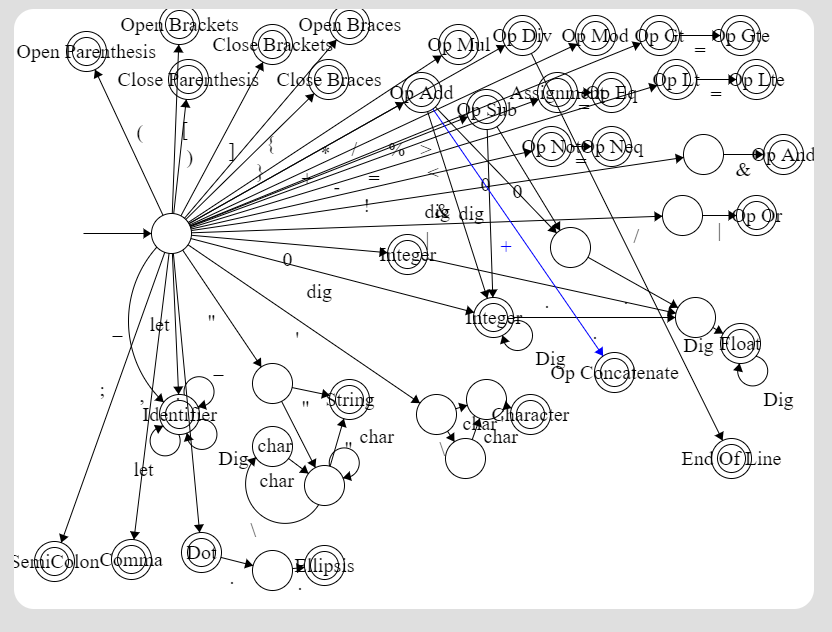 Open Brackets
Open Braces
Open Parenthesis
Close Brackets
Op Mul
Op Div
Op Mod
Op Gt
=
Op Gte
Close Parenthesis
Close Braces
Op Add
Op Sub
Assignment
=
Op Eq
Op Lt
=
Op Lte
(
[
)
]
{
}
*
/
%
>
+
-
=
<
!
Op Not
=
Op Neq
&
Op And
0
0
dig
&
dig
|
/
|
Op Or
Integer
0
dig
+
.
.
.
Integer
Dig
Dig
Float
Dig
Op Concatenate
_
let
"
'
;
,
.
_
Identifier
let
Dig
"
String
char
char
"
char
\
char
char
\
Character
End Of Line
SemiColon
Comma
Dot
.
.
Ellipsis